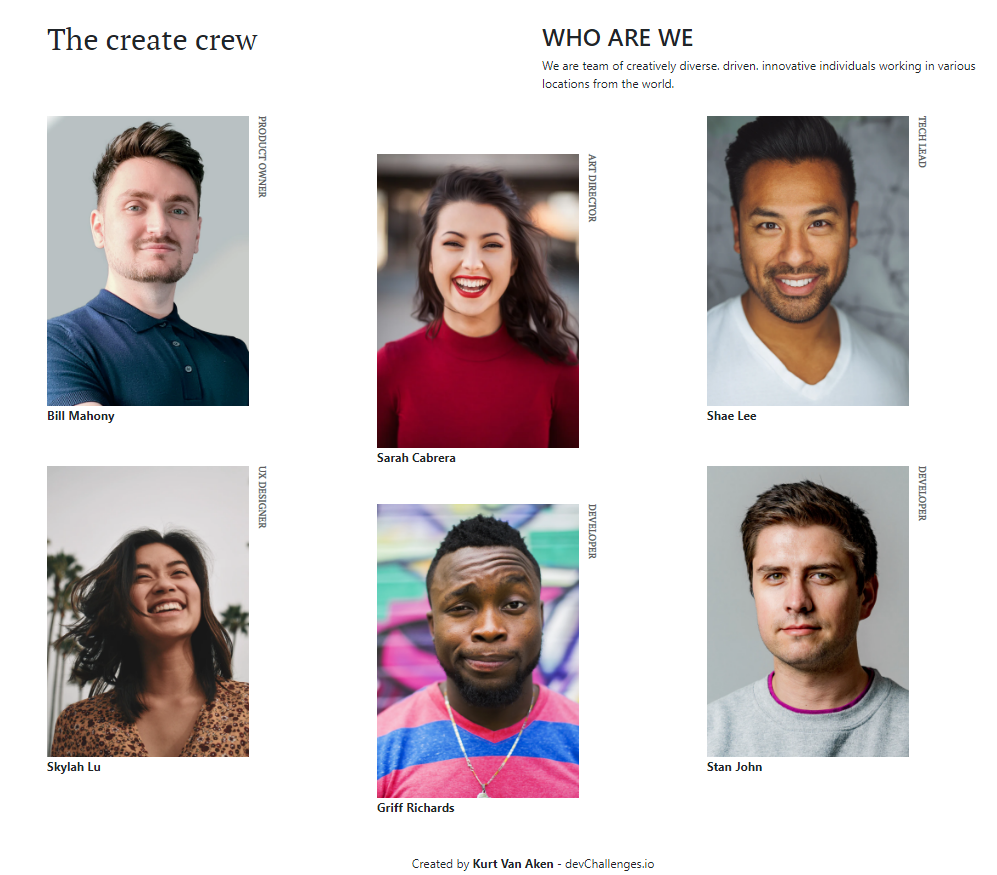 The create crew
WHO ARE WE
We are team of creatively diverse. driven. innovative individuals working in various
locations from the world.
PRODUCT OWNER
Bill Mahony
ART DIRECTOR
Sarah Cabrera
TECH LEAD
Shae Lee
UX DESIGNER
Skylah Lu
DEVELOPER
Griff Richards
DEVELOPER
Stan John
Created by Kurt Van Aken - devChallenges.io